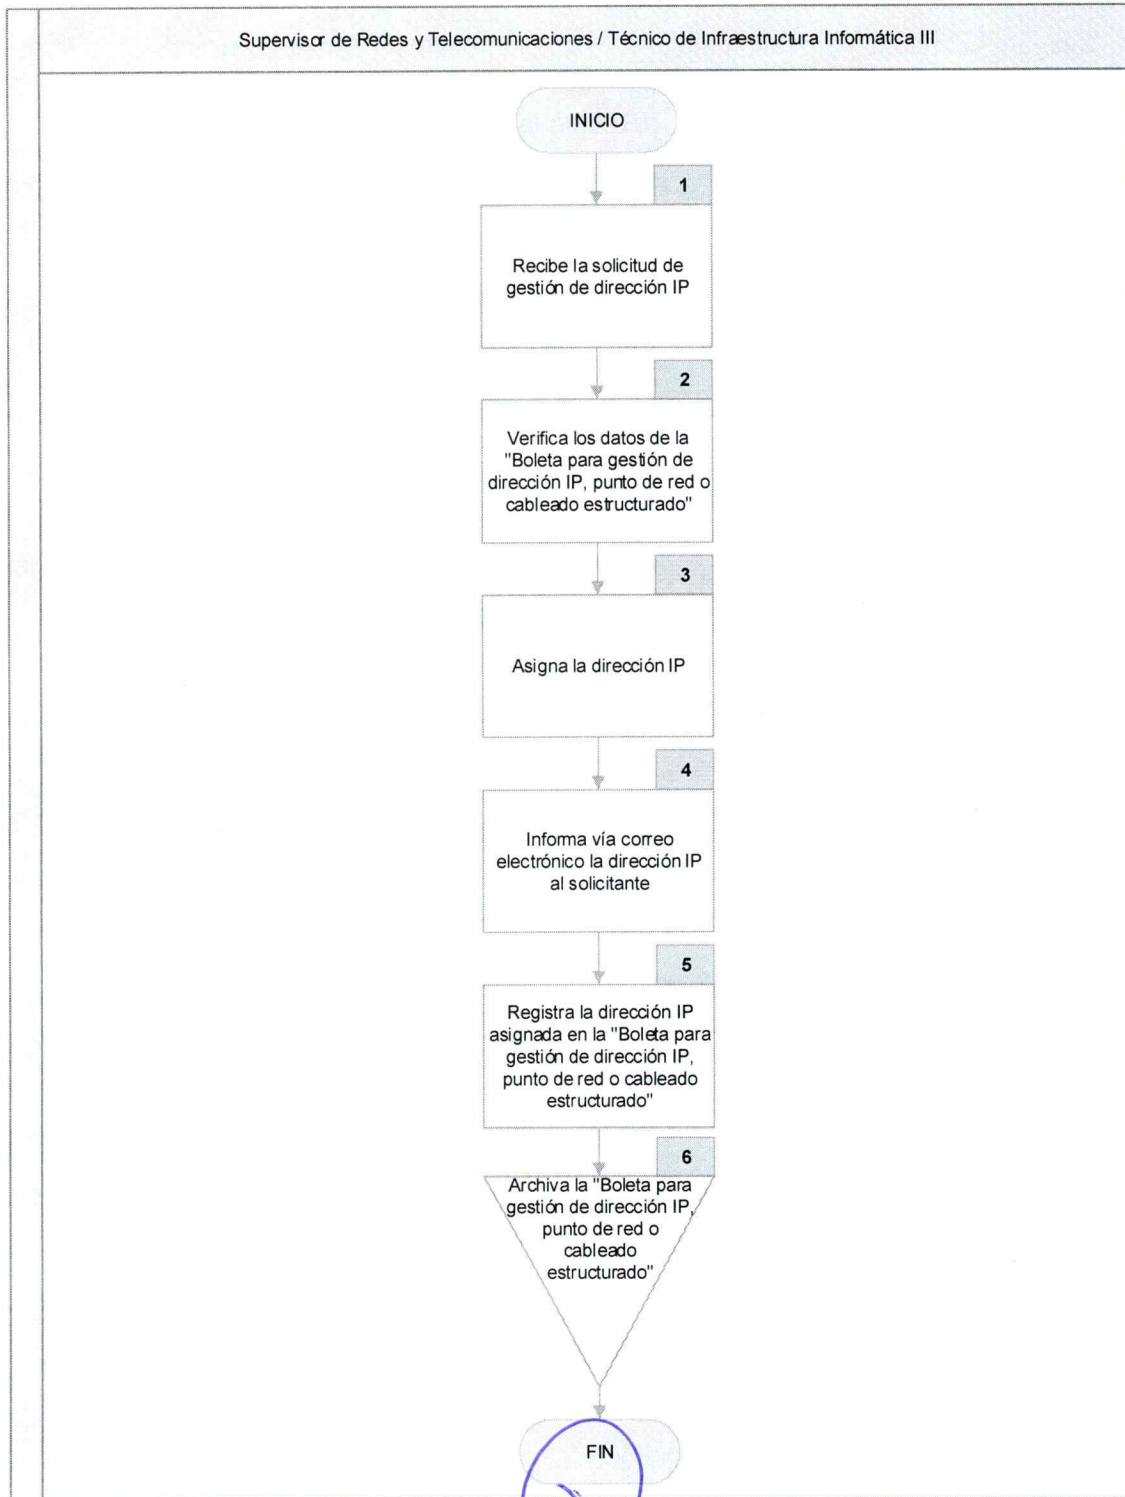 Supervisor de Redes y Telecomunicaciones / Técnico de Infraestructura Informática III
INICIO
1
Recibe la solicitud de
gestión de dirección IP
2
Verifica los datos de la
"Boleta para gestión de
dirección IP, punto de red o
cableado estructurado"
3
Asigna la dirección IP
4
Informa vía correo
electrónico la dirección IP
al solicitante
5
Registra la dirección IP
asignada en la "Boleta para
gestión de dirección IP,
punto de red o cableado
estructurado"
6
Archiva la "Boleta para
gestión de dirección IP,
punto de red o
cableado
estructurado"
FIN